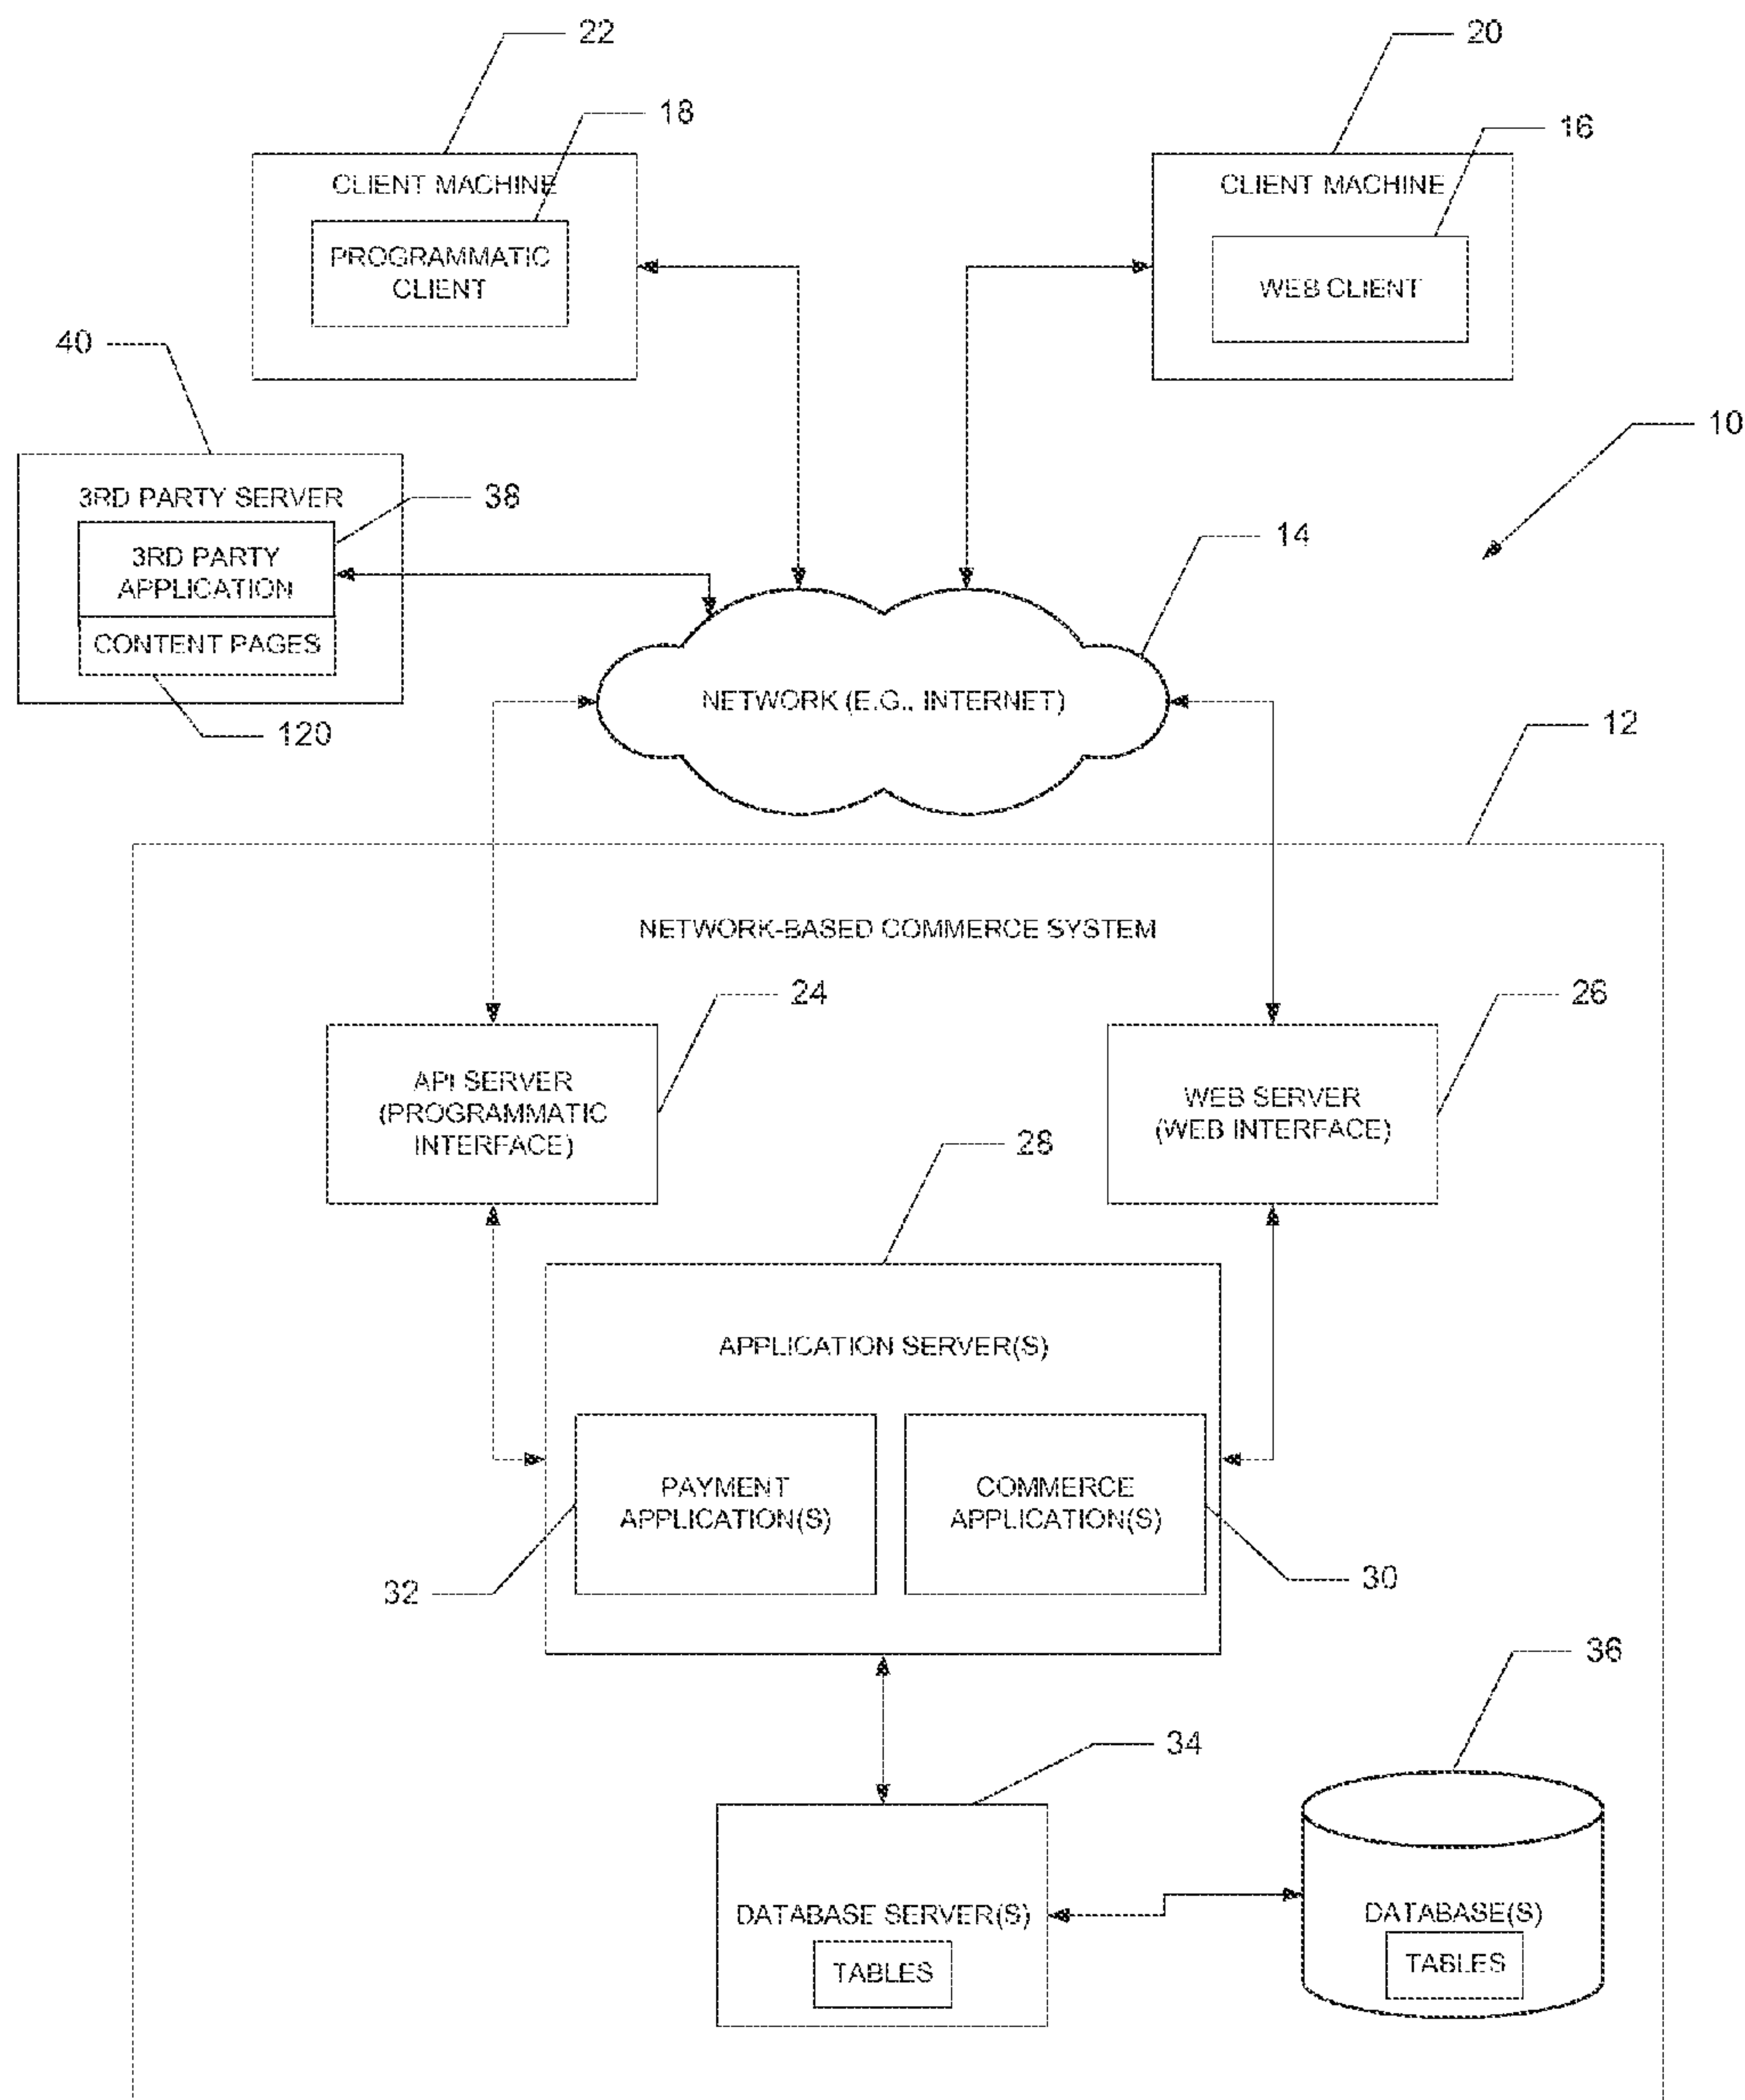 22
20
18
16
CLIENT MACHINE
CLIENT MACHINE
PROGRAMMATIC
CLIENT
WEB CLIENT
40
10
3RD PARTY SERVER
38
3RD PARTY
APPLICATION
14
CONTENT PAGES
NETWORK (E.G., INTERNET)
120
12
NETWORK-BASED COMMERCE SYSTEM
24
26
API SERVER
(PROGRAMMATIC
INTERFACE)
WEB SERVER
(WEB INTERFACE)
28
APPLICATION SERVER(S)
PAYMENT
APPLICATION(S)
COMMERCE
APPLICATION(S)
32
30
36
34
DATABASE SERVER(S)
TABLES
DATABASE(S)
TABLES